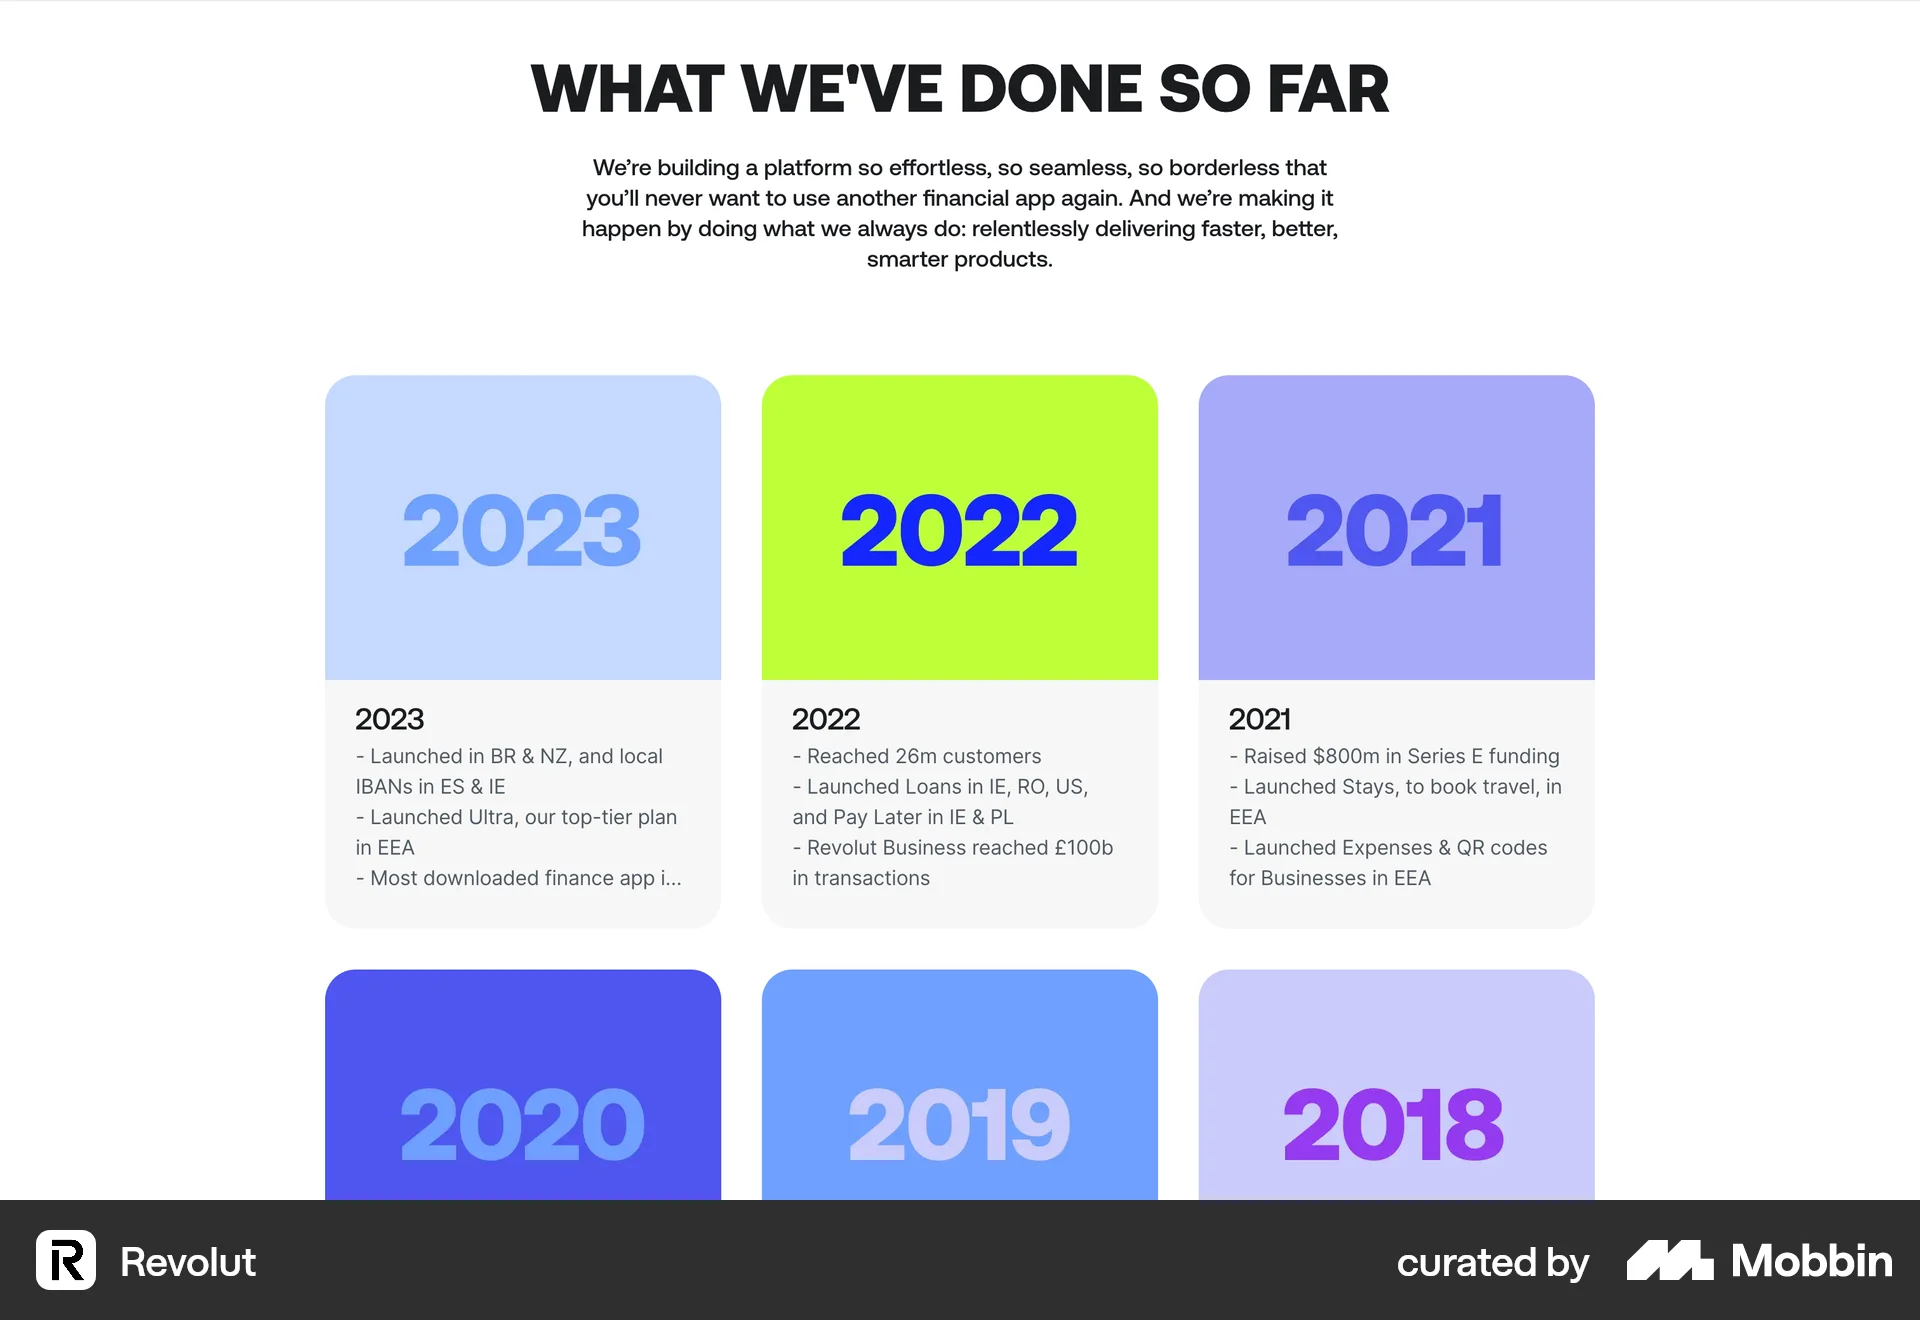 WHAT WE'VE DONE SO FAR
We’re building a platform so effortless, so seamless, so borderless that
you’ll never want to use another financial app again. And we’re making it
happen by doing what we always do: relentlessly delivering faster, better,
smarter products.
2023
2023
- Launched in BR & NZ, and local
IBANs in ES & IE
- Launched Ultra, our top-tier plan
in EEA
- Most downloaded finance app i...
2022
2022
- Reached 26m customers
- Launched Loans in IE, RO, US,
and Pay Later in IE & PL
- Revolut Business reached £100b
in transactions
2021
2021
- Raised $800m in Series E funding
- Launched Stays, to book travel, in
EEA
- Launched Expenses & QR codes
for Businesses in EEA
2020
2019
2018
R Revolut
curated by Mobbin